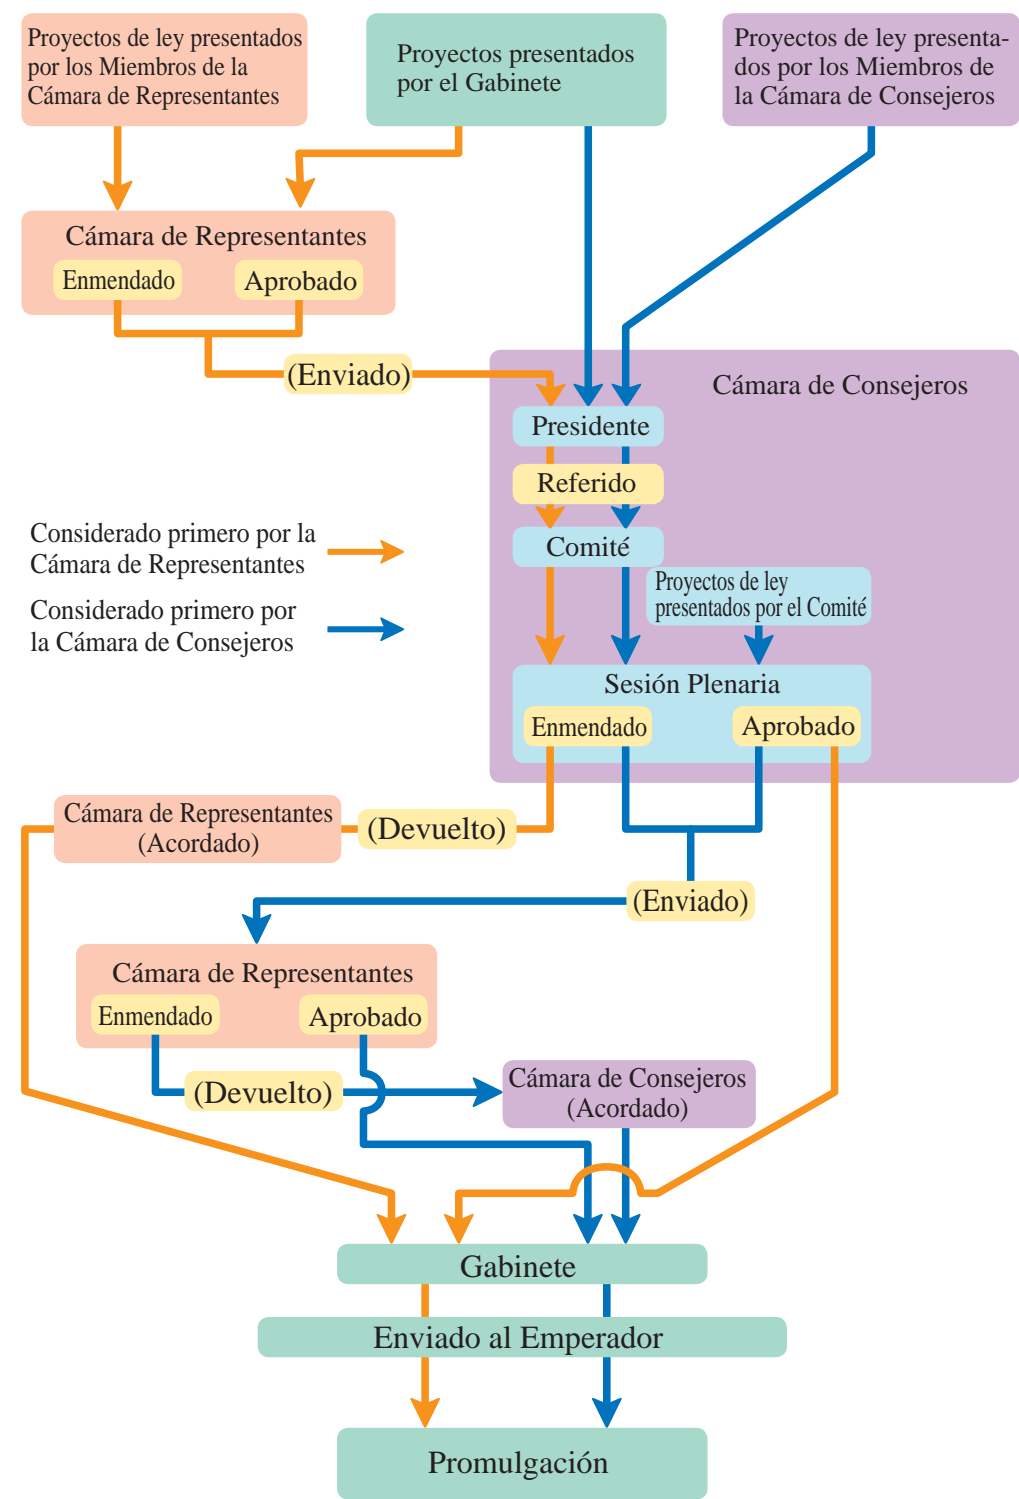 Proyectos de ley presentados
por los Miembros de la
Cámara de Representantes
Proyectos presentados
por el Gabinete
Proyectos de ley presenta-
dos por los Miembros de
la Cámara de Consejeros
Cámara de Representantes
Enmendado
Aprobado
(Enviado)
Cámara de Consejeros
Presidente
Referido
Comité
Proyectos de ley
presentados por el Comité
Considerado primero por la
Cámara de Representantes
Considerado primero por
la Cámara de Consejeros
Sesión Plenaria
Enmendado
Aprobado
Cámara de Representantes
(Acordado)
(Devuelto)
(Enviado)
Cámara de Representantes
Enmendado
Aprobado
(Devuelto)
Cámara de Consejeros
(Acordado)
Gabinete
Enviado al Emperador
Promulgación